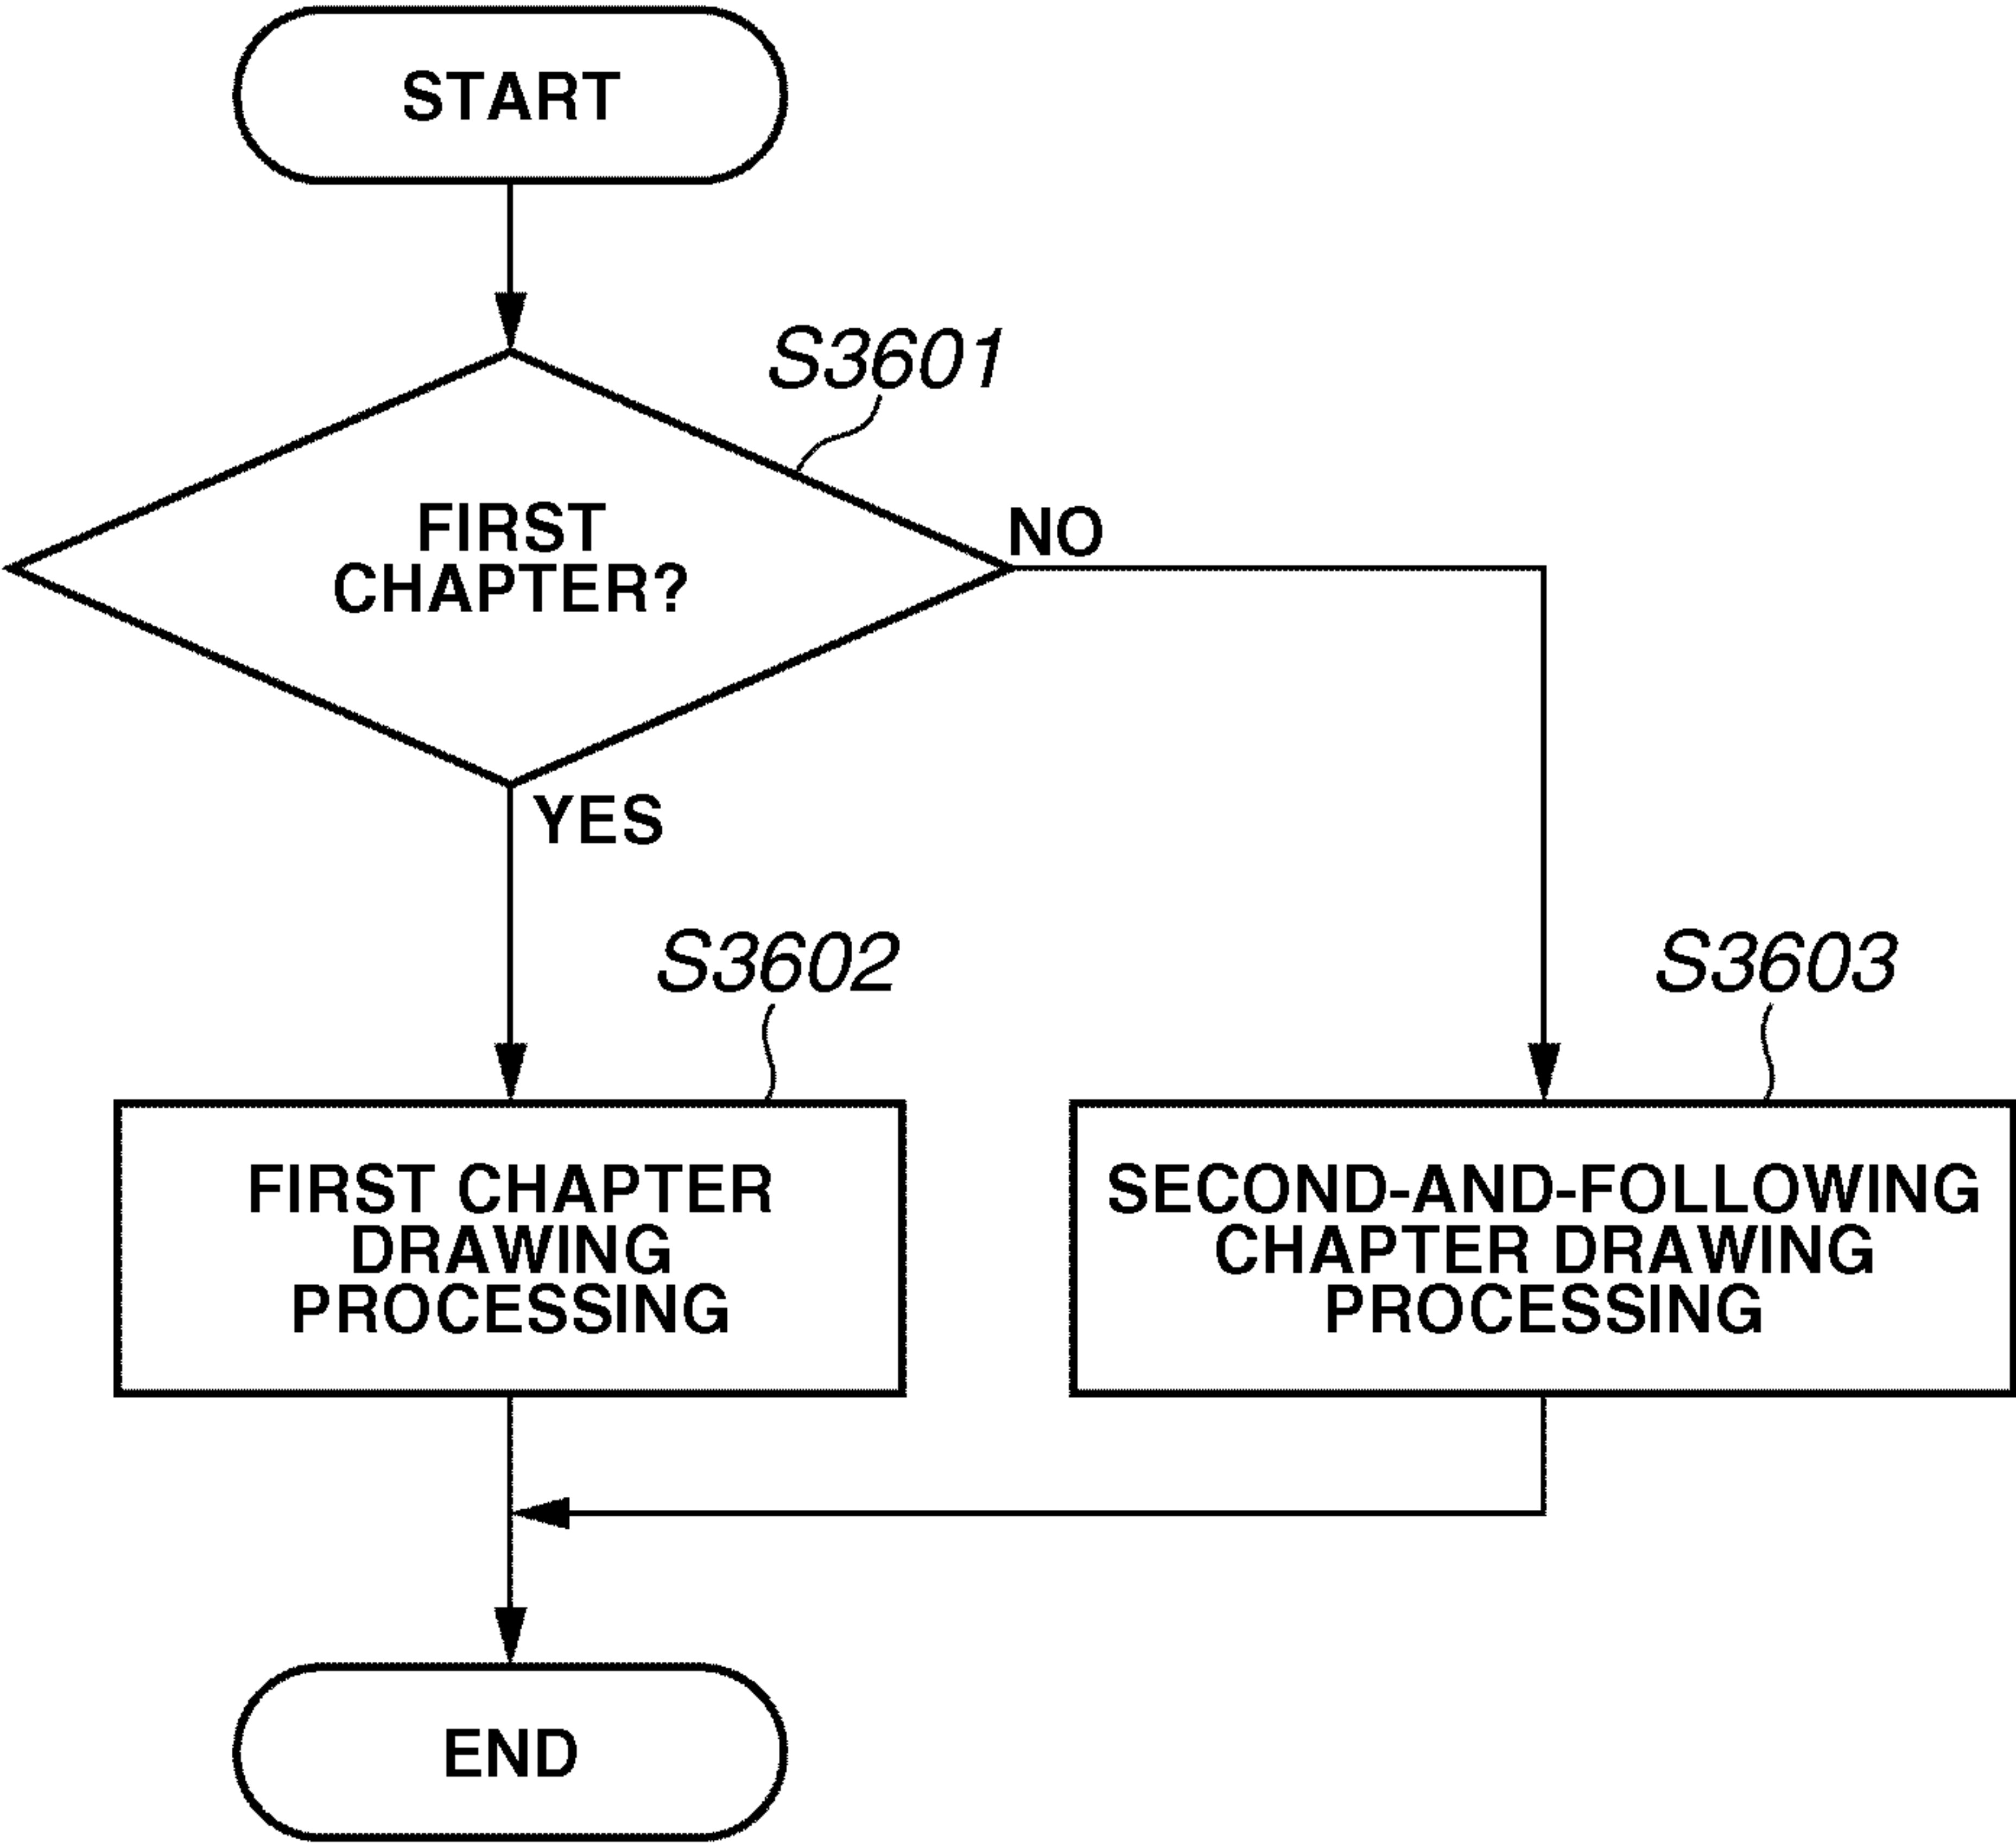 START
S3601
FIRST
CHAPTER?
NO
YES
S3602
S3603
FIRST CHAPTER
DRAWING
PROCESSING
SECOND-AND-FOLLOWING
CHAPTER DRAWING
PROCESSING
END